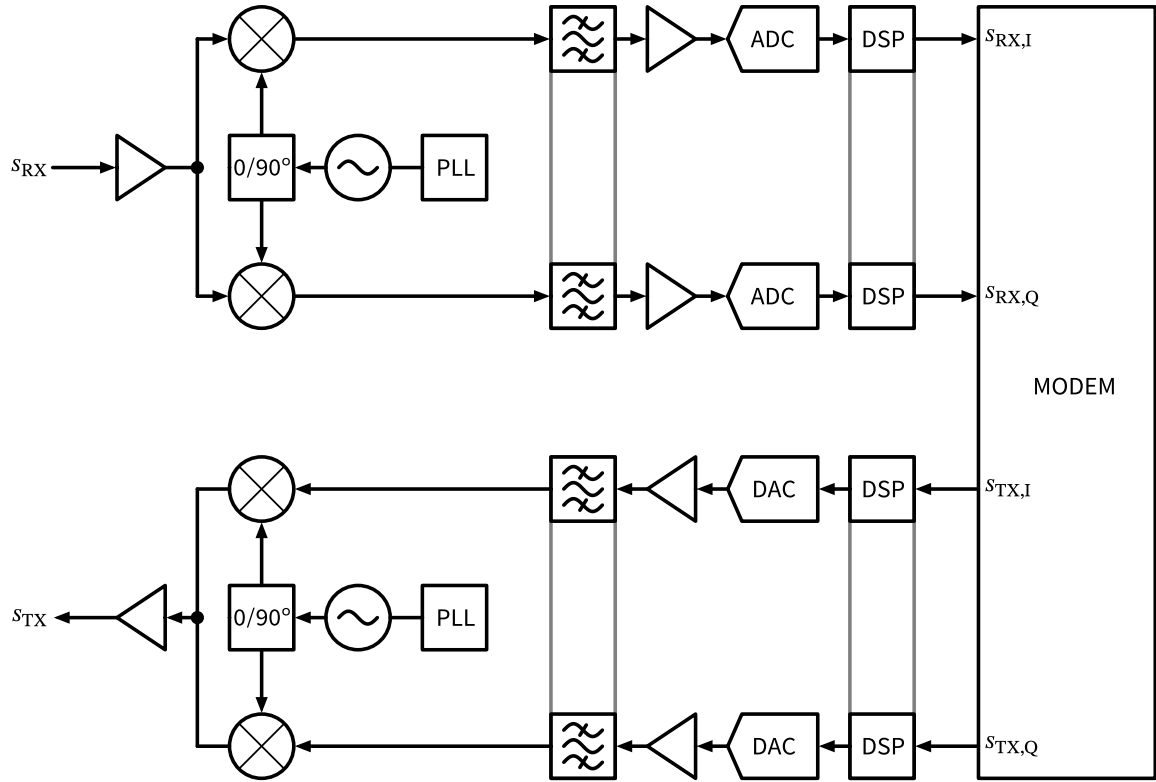 ADC DSP s_RX,I
s_RX 0/90° PLL
ADC DSP s_RX,Q
MODEM
DAC DSP s_TX,I
s_TX 0/90° PLL
DAC DSP s_TX,Q